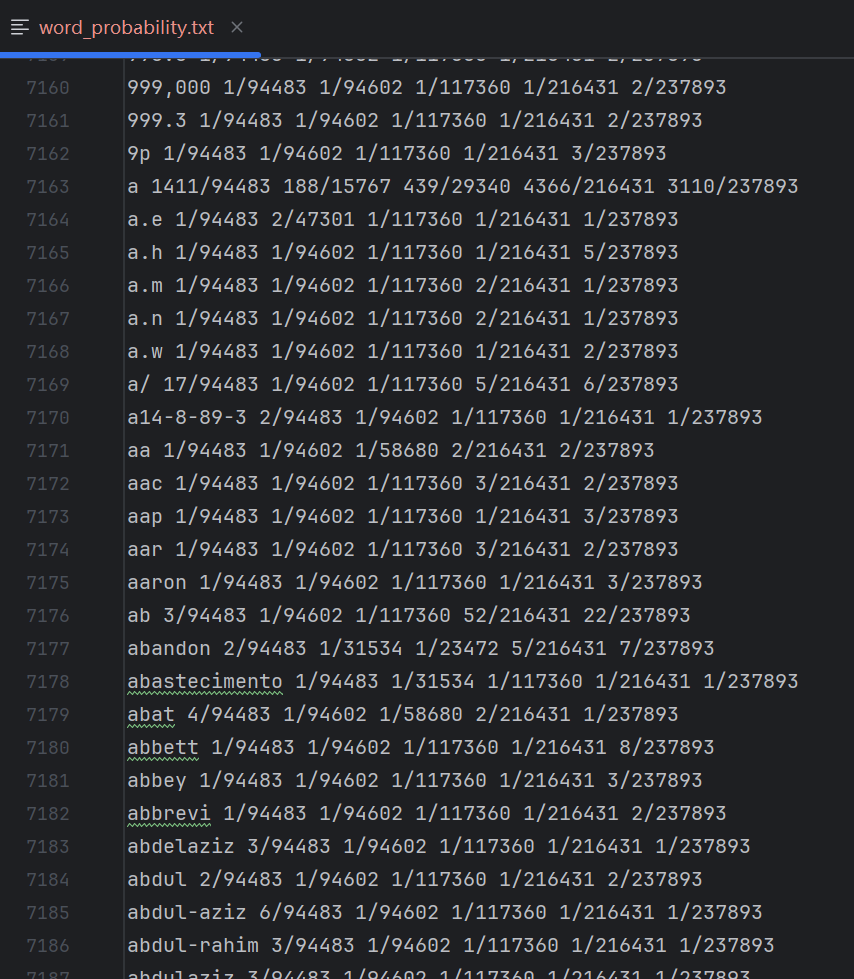 word_probability.txt
7160 999,000 1/94483 1/94602 1/117360 1/216431 2/237893
7161 999.3 1/94483 1/94602 1/117360 1/216431 2/237893
7162 9p 1/94483 1/94602 1/117360 1/216431 3/237893
7163 a 1411/94483 188/15767 439/29340 4366/216431 3110/237893
7164 a.e 1/94483 2/47301 1/117360 1/216431 1/237893
7165 a.h 1/94483 1/94602 1/117360 1/216431 5/237893
7166 a.m 1/94483 1/94602 1/117360 2/216431 1/237893
7167 a.n 1/94483 1/94602 1/117360 2/216431 1/237893
7168 a.w 1/94483 1/94602 1/117360 1/216431 2/237893
7169 a/ 17/94483 1/94602 1/117360 5/216431 6/237893
7170 a14-8-89-3 2/94483 1/94602 1/117360 1/216431 1/237893
7171 aa 1/94483 1/94602 1/58680 2/216431 2/237893
7172 aac 1/94483 1/94602 1/117360 3/216431 2/237893
7173 aap 1/94483 1/94602 1/117360 1/216431 3/237893
7174 aar 1/94483 1/94602 1/117360 3/216431 2/237893
7175 aaron 1/94483 1/94602 1/117360 1/216431 3/237893
7176 ab 3/94483 1/94602 1/117360 52/216431 22/237893
7177 abandon 2/94483 1/31534 1/23472 5/216431 7/237893
7178 abastecimento 1/94483 1/31534 1/117360 1/216431 1/237893
7179 abat 4/94483 1/94602 1/58680 2/216431 1/237893
7180 abbett 1/94483 1/94602 1/117360 1/216431 8/237893
7181 abbey 1/94483 1/94602 1/117360 1/216431 3/237893
7182 abbrevi 1/94483 1/94602 1/117360 1/216431 2/237893
7183 abdelaziz 3/94483 1/94602 1/117360 1/216431 1/237893
7184 abdul 2/94483 1/94602 1/117360 1/216431 2/237893
7185 abdul-aziz 6/94483 1/94602 1/117360 1/216431 1/237893
7186 abdul-rahim 3/94483 1/94602 1/117360 1/216431 1/237893
7187 abdulaziz 3/94483 1/94602 1/117360 1/216431 1/237893